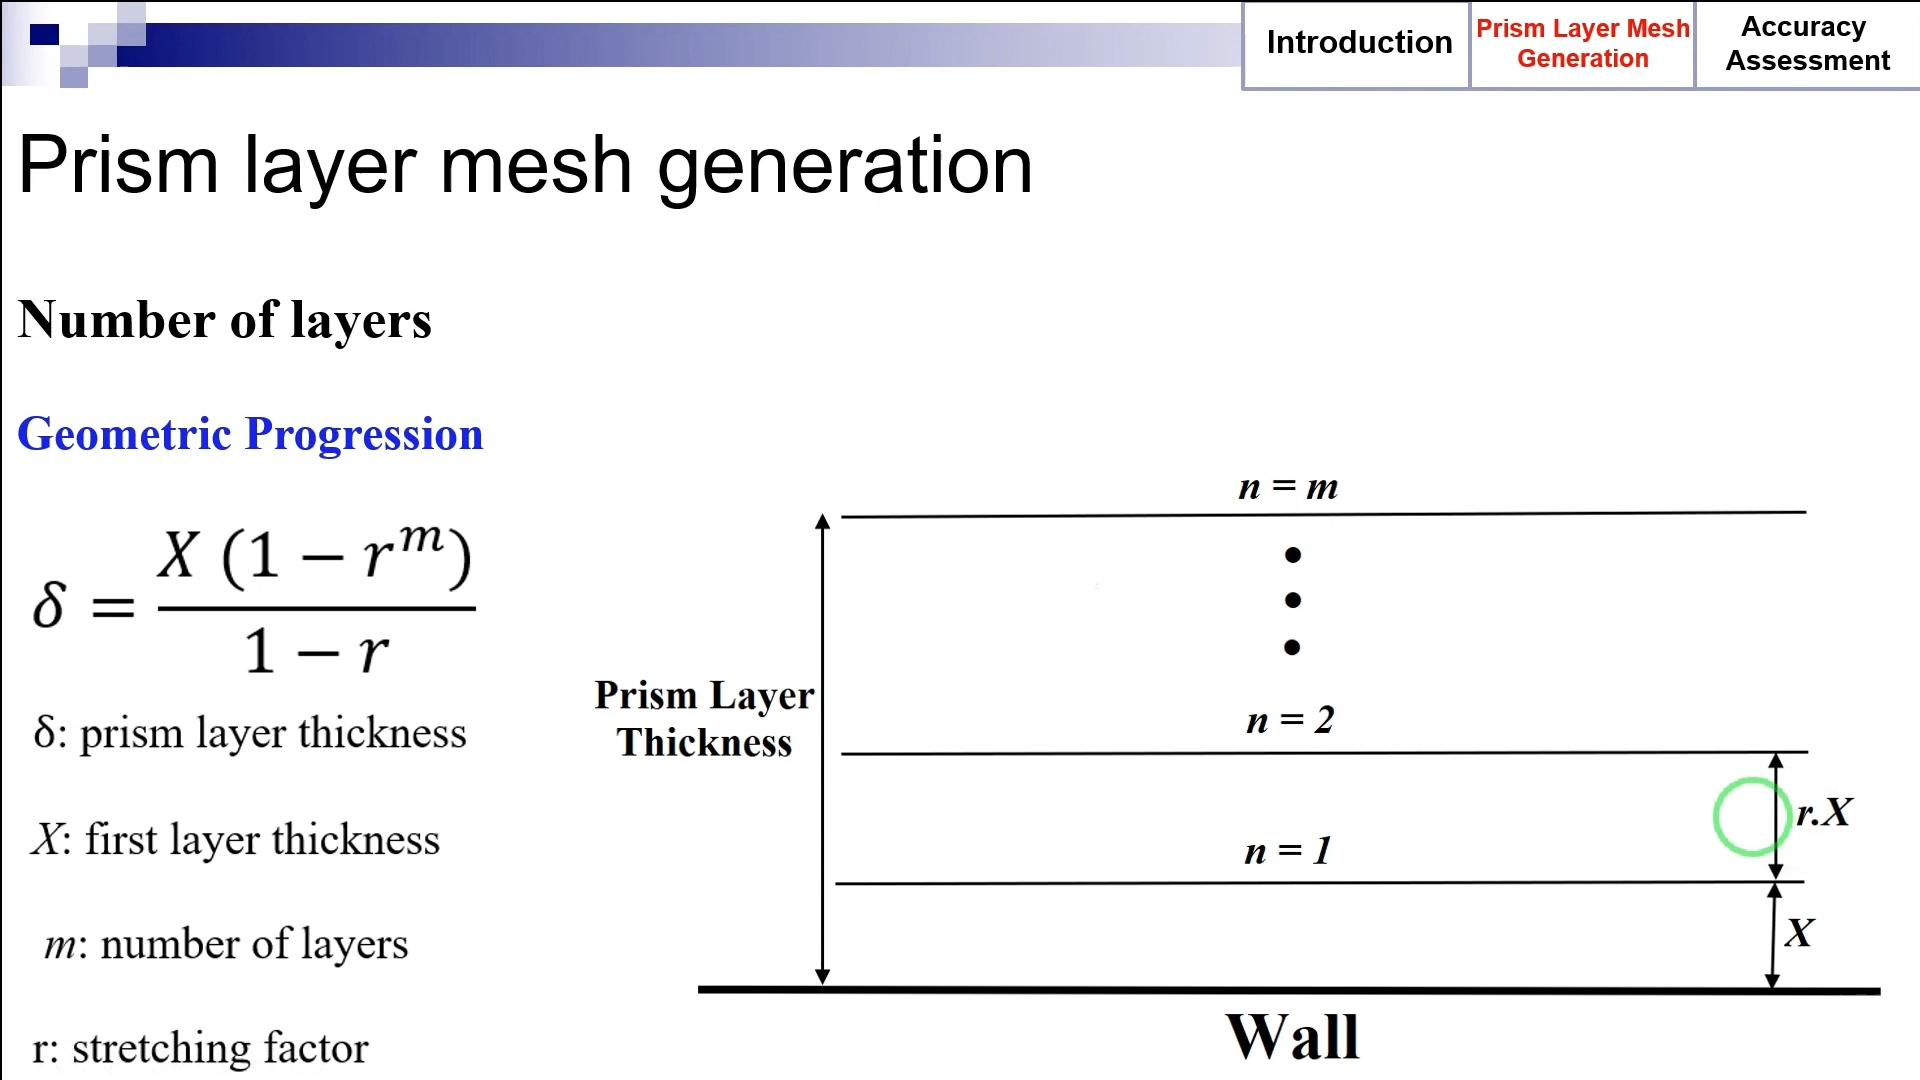 Introduction
Prism Layer Mesh
Generation
Accuracy
Assessment
Prism layer mesh generation
Number of layers
Geometric Progression
δ = X (1 − r^m) / 1 − r
δ: prism layer thickness
X: first layer thickness
m: number of layers
r: stretching factor
n = m
Prism Layer
Thickness
n = 2
r.X
n = 1
X
Wall